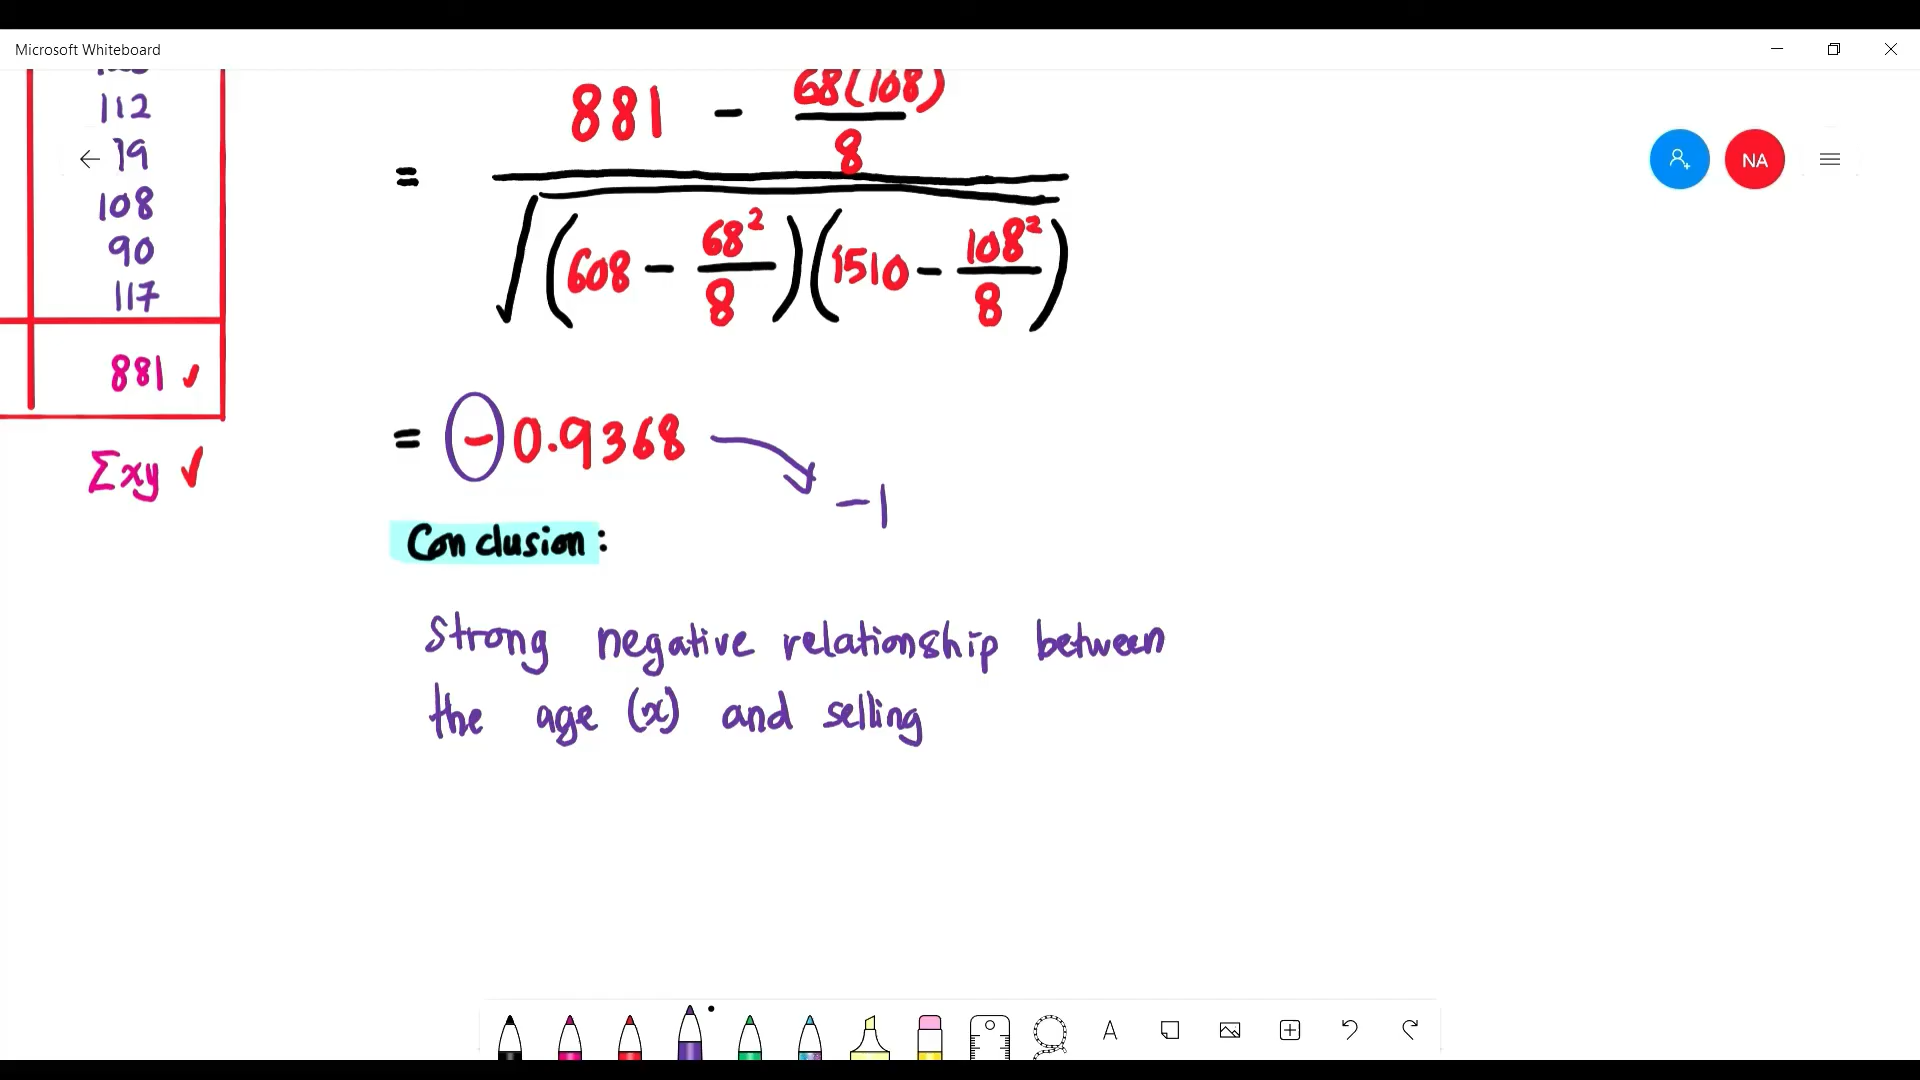 Microsoft Whiteboard
112
19
108
90
117
881 ✓
Σxy ✓
881 - 68(108)
8
=
√(608 - 68²/8)(1510 - 108²/8)
= -0.9368
-1
Conclusion:
Strong negative relationship between
the age (x) and selling
NA
A